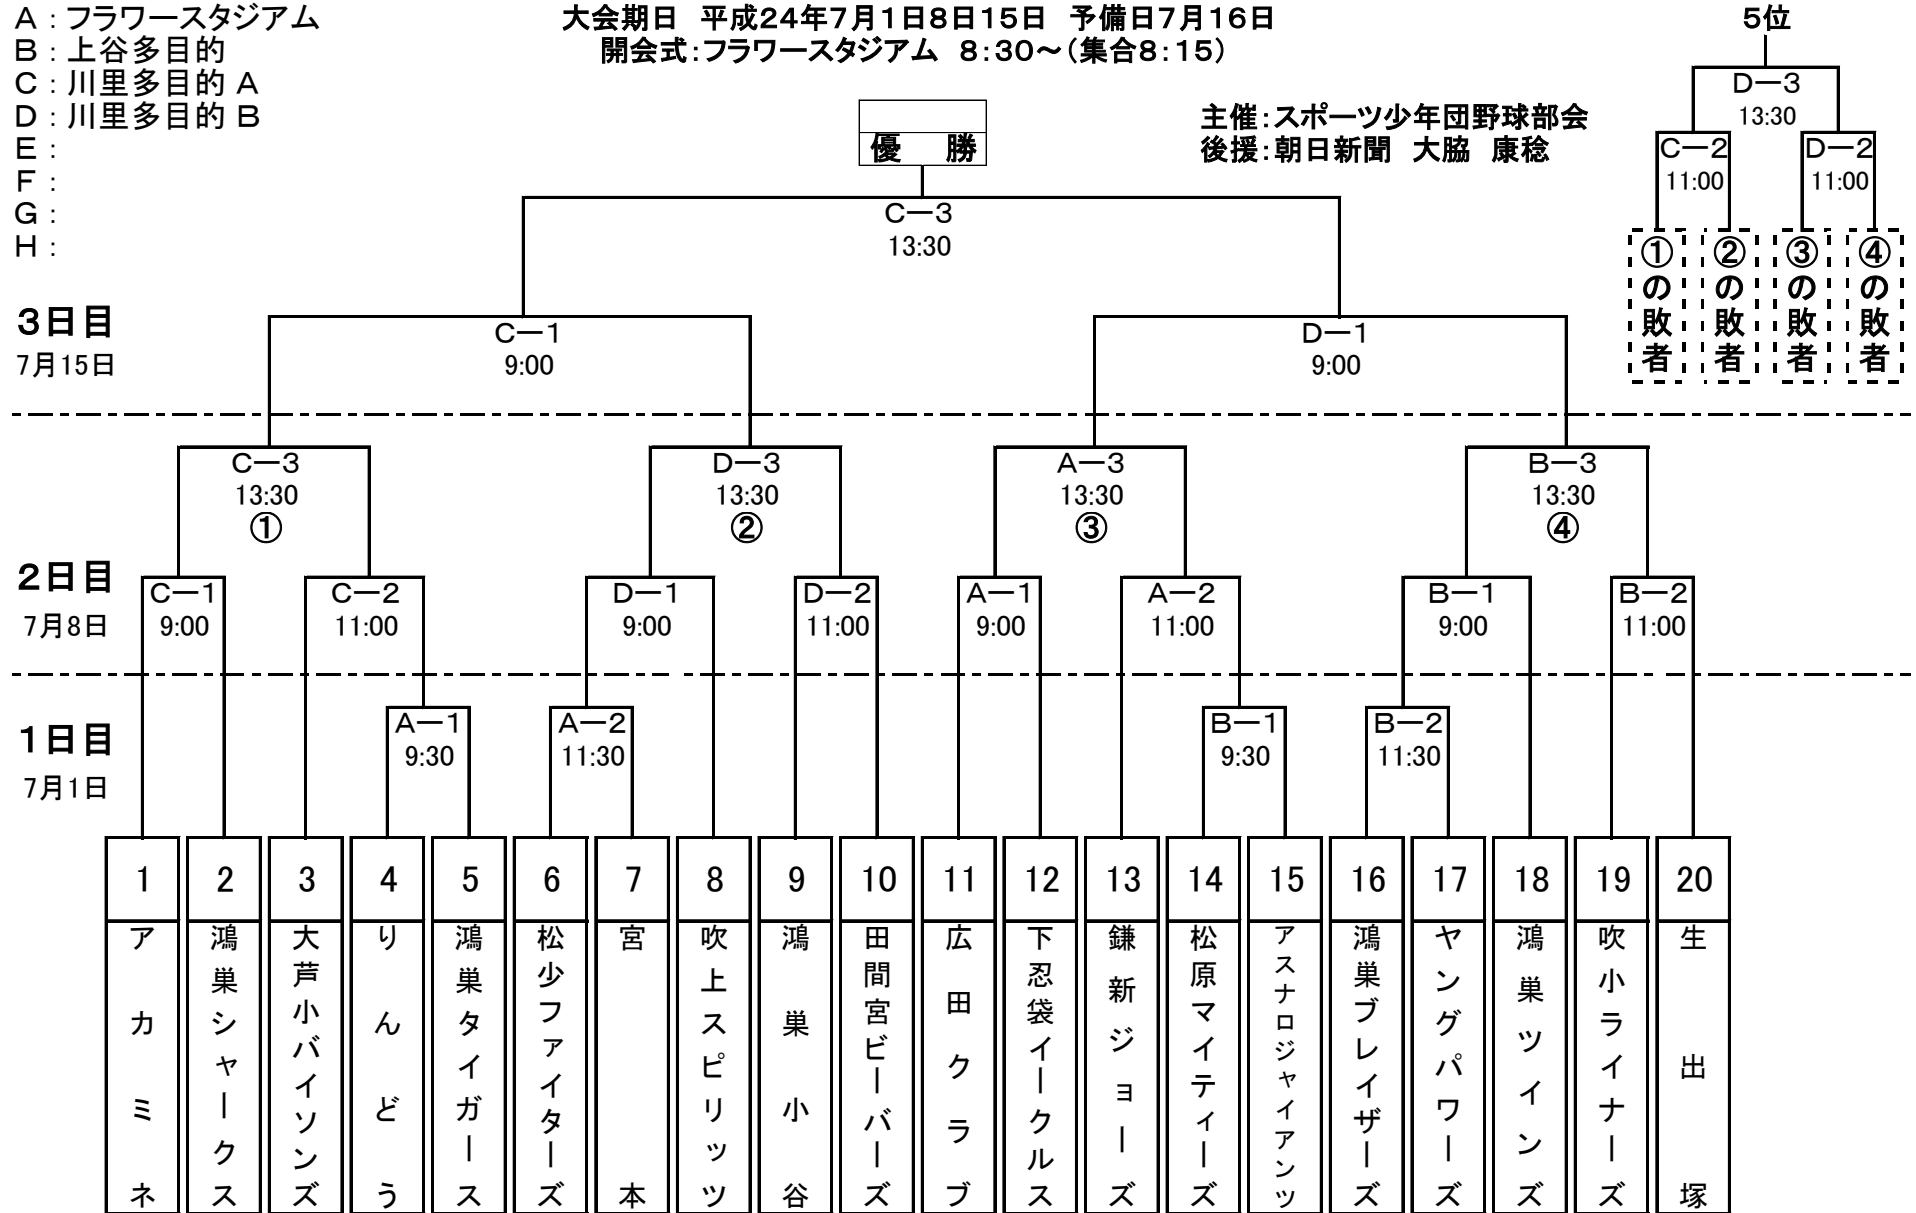 A：フラワースタジアム
B：上谷多目的
C：川里多目的 A
D：川里多目的 B
E：
F：
G：
H：
大会期日 平成24年7月1日8日15日 予備日7月16日
開会式：フラワースタジアム 8：30～（集合8：15）
主催：スポーツ少年団野球部会
後援：朝日新聞 大脇 康稔
5位
D－3
13:30
C－2
11:00
D－2
11:00
①の敗者
②の敗者
③の敗者
④の敗者
優 勝
C－3
13:30
3日目
7月15日
C－1
9:00
D－1
9:00
C－3
13:30
①
D－3
13:30
②
A－3
13:30
③
B－3
13:30
④
2日目
7月8日
C－1
9:00
C－2
11:00
D－1
9:00
D－2
11:00
A－1
9:00
A－2
11:00
B－1
9:00
B－2
11:00
1日目
7月1日
A－1
9:30
A－2
11:30
B－1
9:30
B－2
11:30
1
アカミネ
2
鴻巣シャークス
3
大芦小バイソンズ
4
りんどう
5
鴻巣タイガース
6
松少ファイターズ
7
宮本
8
吹上スピリッツ
9
鴻巣小谷
10
田間宮ビーバーズ
11
広田クラブ
12
下忍袋イークルス
13
鎌新ジョーズ
14
松原マイティーズ
15
アスナロジャイアンツ
16
鴻巣ブレイザーズ
17
ヤングパワーズ
18
鴻巣ツインズ
19
吹小ライナーズ
20
生出塚